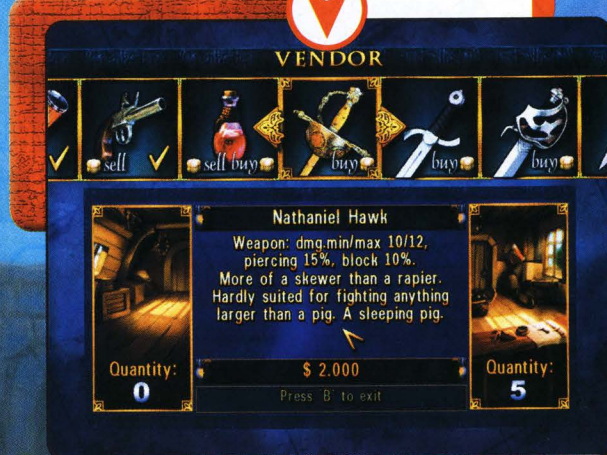 VENDOR
sell
sell buy
buy
buy
buy
Nathaniel Hawk
Weapon: dmg.min/max 10/12,
piercing 15%, block 10%.
More of a skewer than a rapier.
Hardly suited for fighting anything
larger than a pig. A sleeping pig.
Quantity:
0
$ 2.000
Quantity:
5
Press 'B' to exit